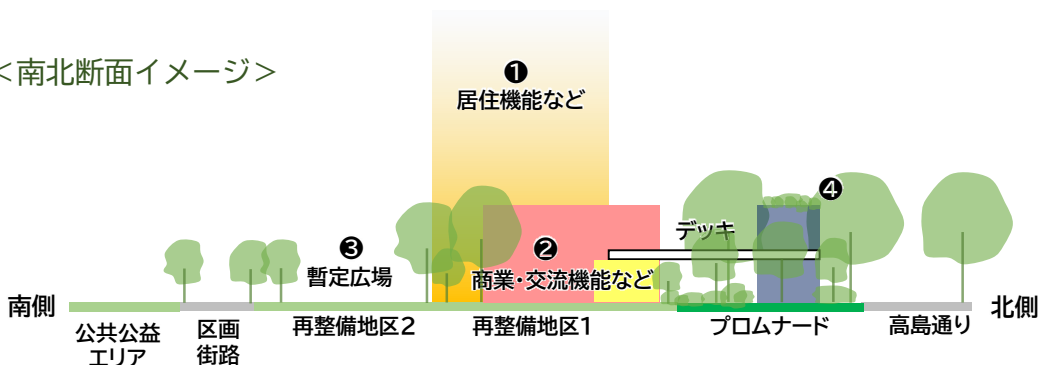 <南北断面イメージ>
❶
居住機能など
❹
デッキ
❸
暫定広場
❷
商業・交流機能など
南側
北側
公共公益
エリア
区画
街路
再整備地区2
再整備地区1
プロムナード
高島通り